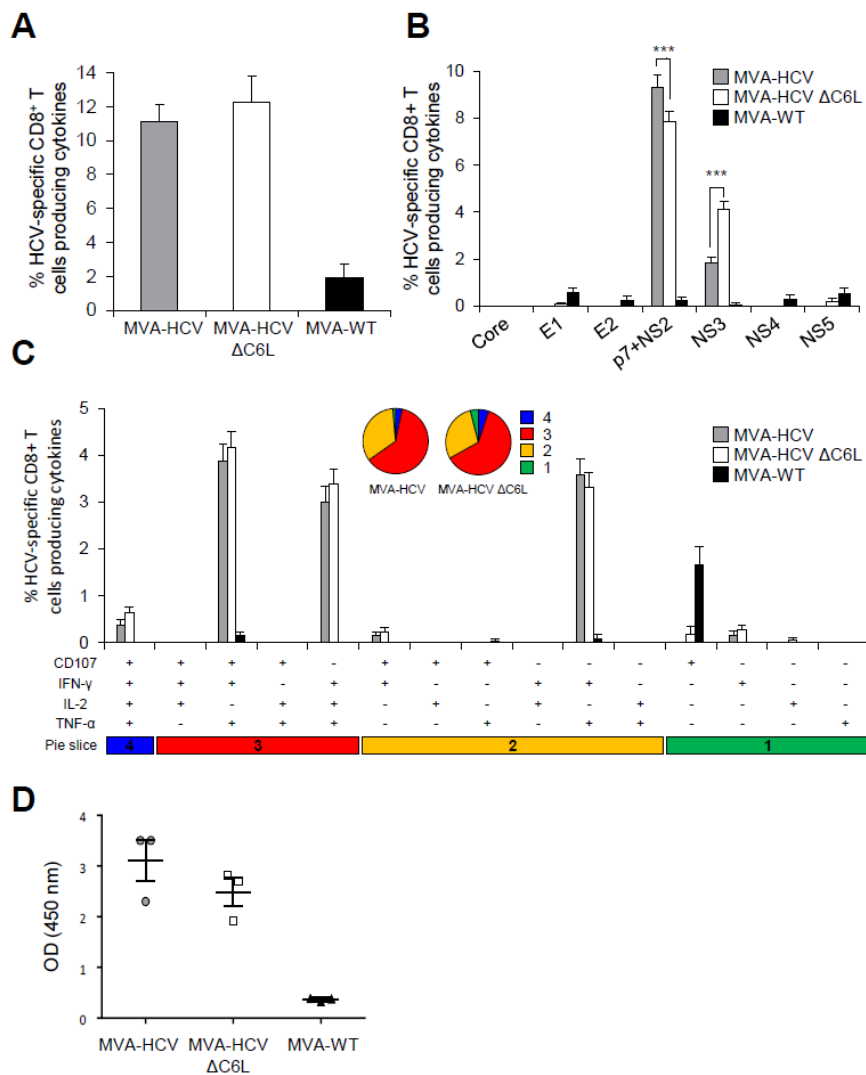 A
% HCV-specific CD8+ T
cells producing cytokines
14
12
10
8
6
4
2
0
MVA-HCV
MVA-HCV
ΔC6L
MVA-WT
B
% HCV-specific CD8+ T
cells producing cytokines
10
8
6
4
2
0
***
***
MVA-HCV
MVA-HCV ΔC6L
MVA-WT
Core
E1
E2
p7+NS2
NS3
NS4
NS5
C
% HCV-specific CD8+ T
cells producing cytokines
5
4
3
2
1
0
MVA-HCV
MVA-HCV ΔC6L
4
3
2
1
MVA-HCV
MVA-HCV ΔC6L
MVA-WT
CD107 + + + + - + + + - - - + - - -
IFN-γ + + + - + + - - + + - - + - -
IL-2 + + - + + - + - + - + - - + -
TNF-α + - + + + - - + - + + - - - +
Pie slice 4 3 2 1
D
OD (450 nm)
4
3
2
1
0
MVA-HCV
MVA-HCV
ΔC6L
MVA-WT